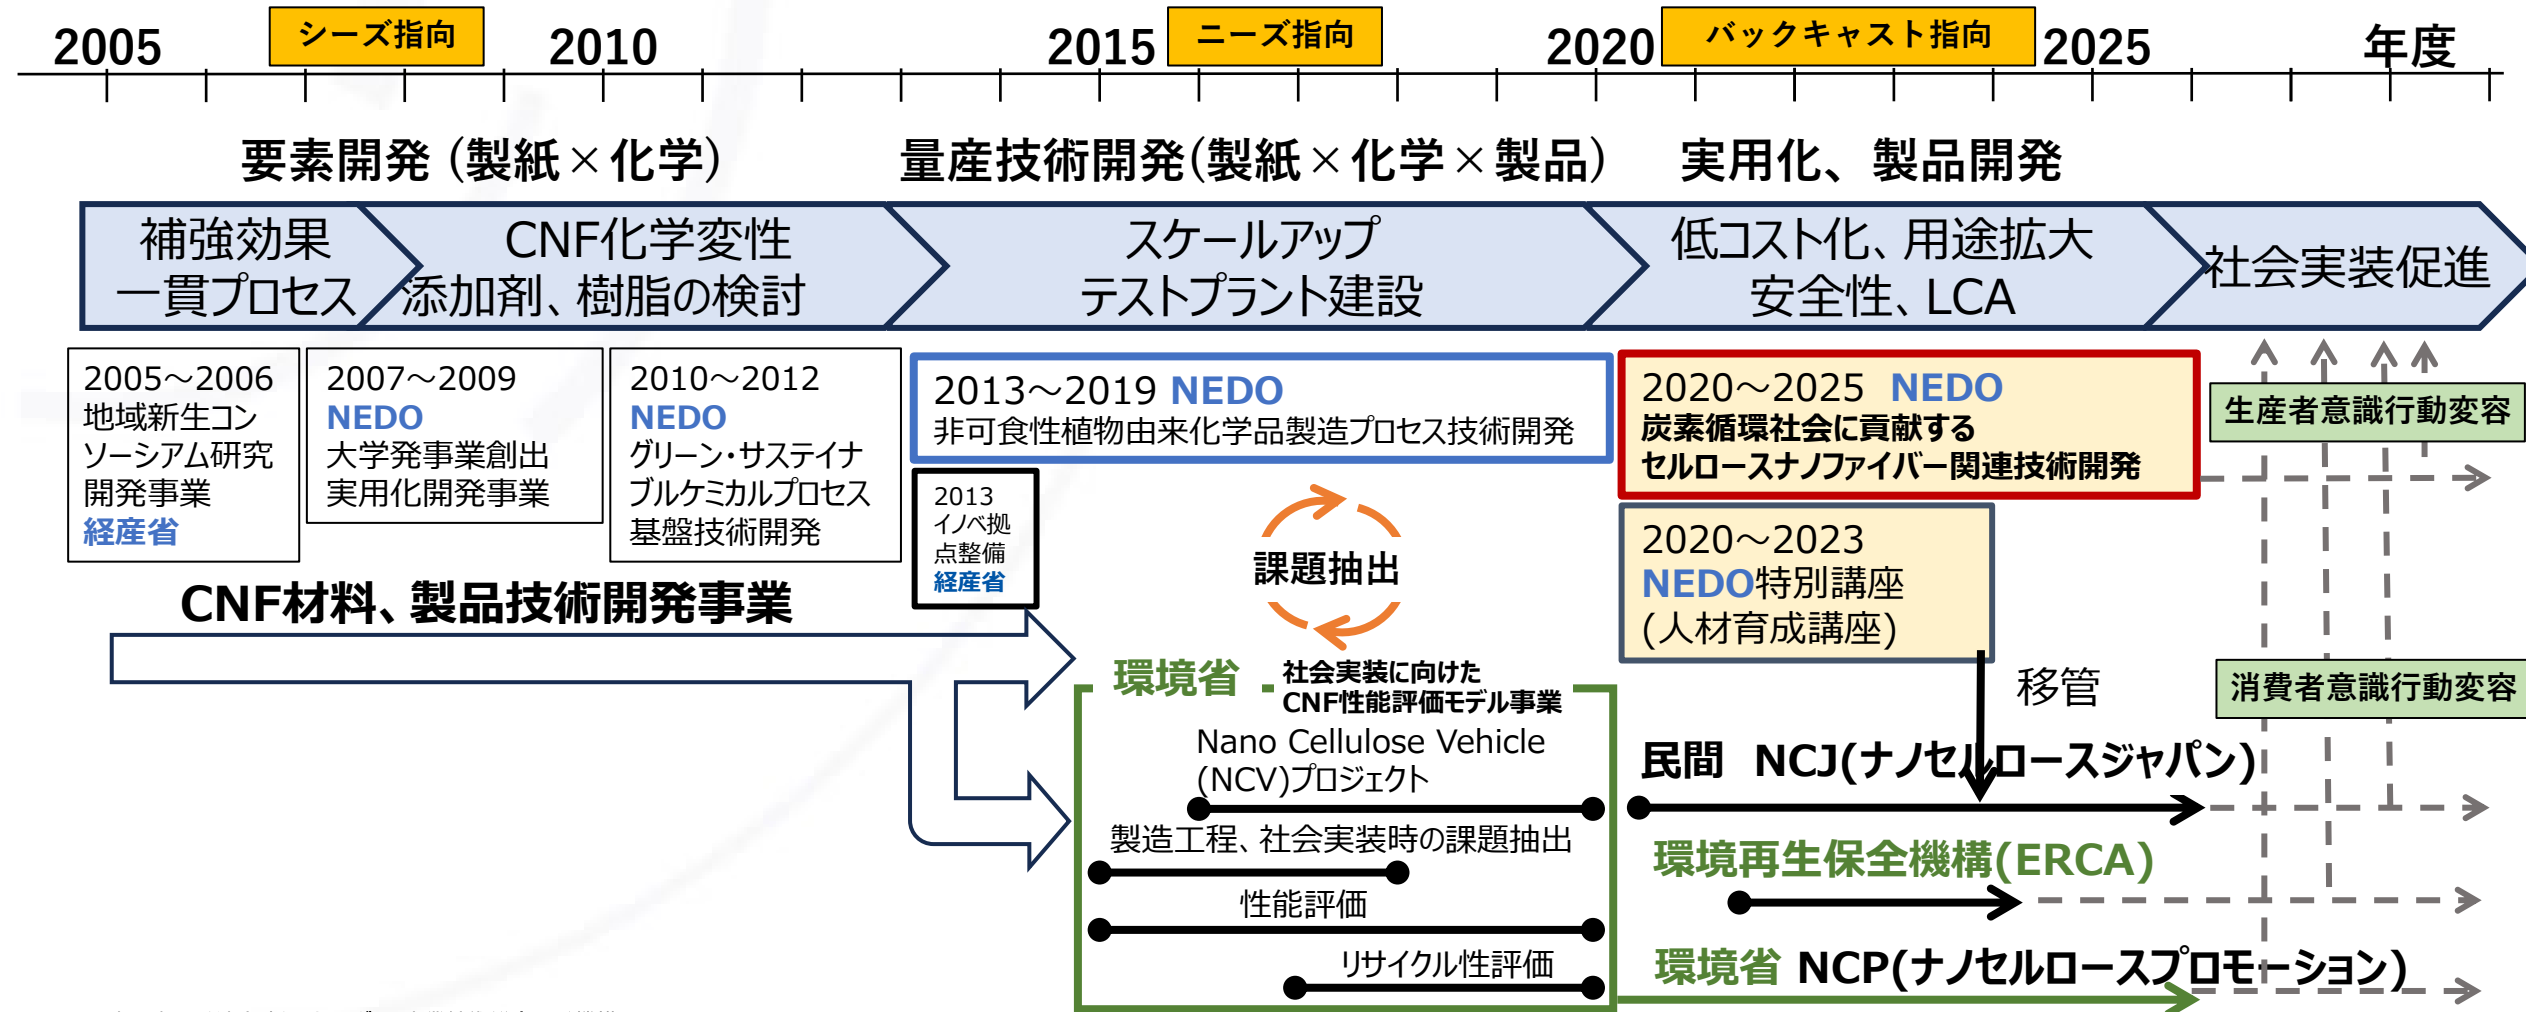 2005
シーズ指向
2010
2015
ニーズ指向
2020
バックキャスト指向
2025
年度
要素開発 (製紙×化学)
量産技術開発(製紙×化学×製品)
実用化、製品開発
補強効果
一貫プロセス
CNF化学変性
添加剤、樹脂の検討
スケールアップ
テストプラント建設
低コスト化、用途拡大
安全性、LCA
社会実装促進
2005～2006
地域新生コン
ソーシアム研究
開発事業
経産省
2007～2009
NEDO
大学発事業創出
実用化開発事業
2010～2012
NEDO
グリーン・サステイナ
ブルケミカルプロセス
基盤技術開発
2013～2019 NEDO
非可食性植物由来化学品製造プロセス技術開発
2013
イノベ拠
点整備
経産省
課題抽出
2020～2025 NEDO
炭素循環社会に貢献する
セルロースナノファイバー関連技術開発
2020～2023
NEDO特別講座
(人材育成講座)
生産者意識行動変容
消費者意識行動変容
CNF材料、製品技術開発事業
環境省
社会実装に向けた
CNF性能評価モデル事業
Nano Cellulose Vehicle
(NCV)プロジェクト
製造工程、社会実装時の課題抽出
性能評価
リサイクル性評価
移管
民間 NCJ(ナノセルロースジャパン)
環境再生保全機構(ERCA)
環境省 NCP(ナノセルロースプロモーション)